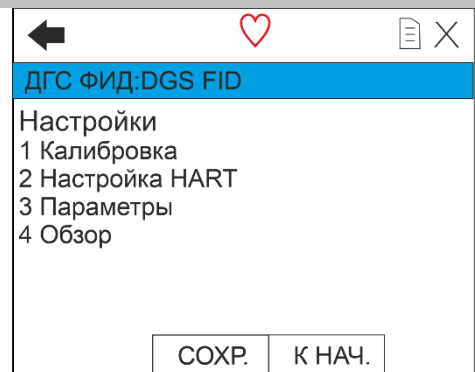 ДГС ФИД:DGS FID
Настройки
1 Калибровка
2 Настройка HART
3 Параметры
4 Обзор
СОХР. К НАЧ.